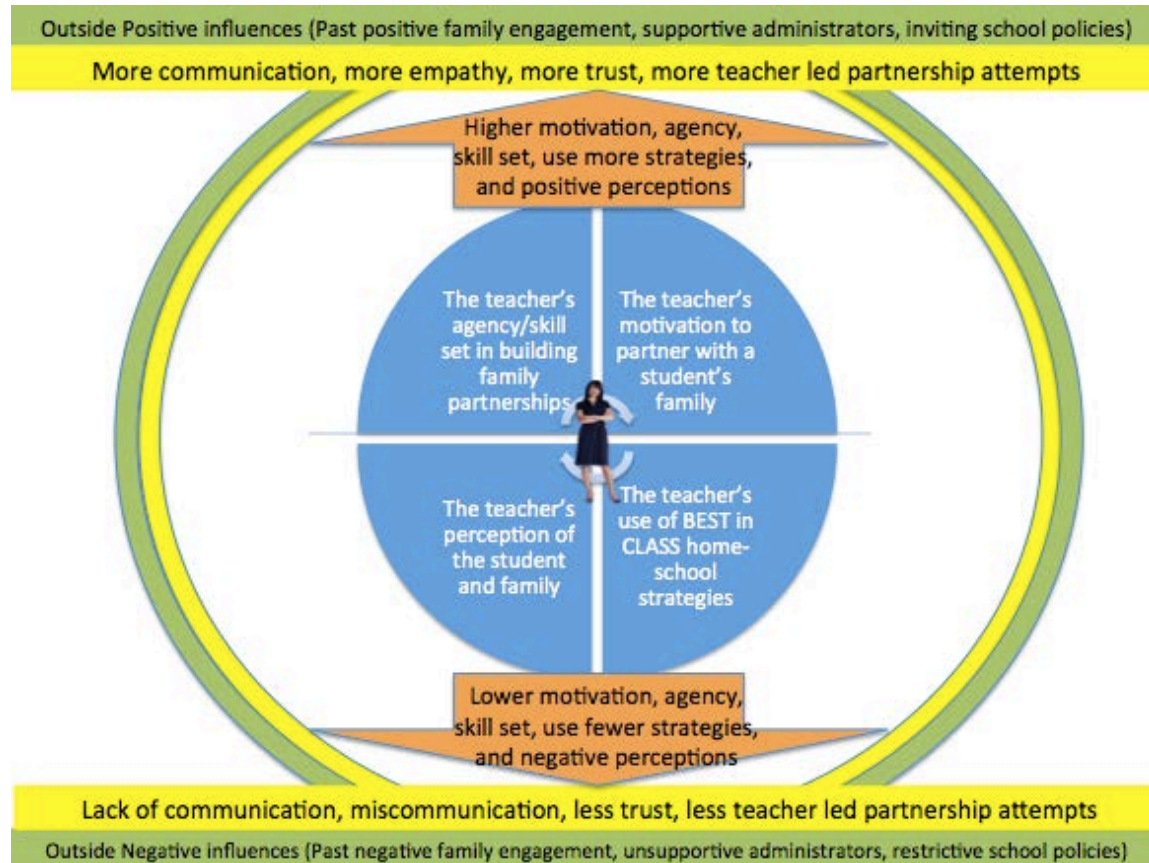 Outside Positive influences (Past positive family engagement, supportive administrators, inviting school policies)
More communication, more empathy, more trust, more teacher led partnership attempts
Higher motivation, agency,
skill set, use more strategies,
and positive perceptions
The teacher's
agency/skill
set in building
family
partnerships
The teacher's
motivation to
partner with a
student's
family
The teacher's
perception of
the student
and family
The teacher's
use of BEST in
CLASS home-
school
strategies
Lower motivation, agency,
skill set, use fewer strategies,
and negative perceptions
Lack of communication, miscommunication, less trust, less teacher led partnership attempts
Outside Negative influences (Past negative family engagement, unsupportive administrators, restrictive school policies)